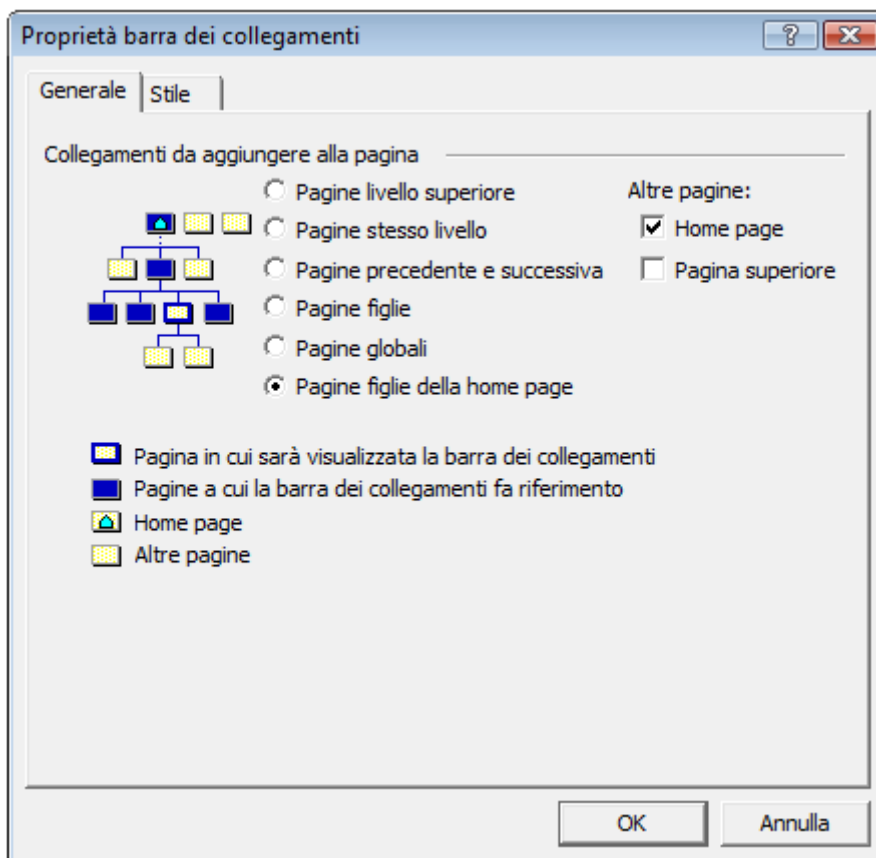 Proprietà barra dei collegamenti
Generale
Stile
Collegamenti da aggiungere alla pagina
Pagine livello superiore
Pagine stesso livello
Pagine precedente e successiva
Pagine figlie
Pagine globali
Pagine figlie della home page
Altre pagine:
Home page
Pagina superiore
Pagina in cui sarà visualizzata la barra dei collegamenti
Pagine a cui la barra dei collegamenti fa riferimento
Home page
Altre pagine
OK
Annulla